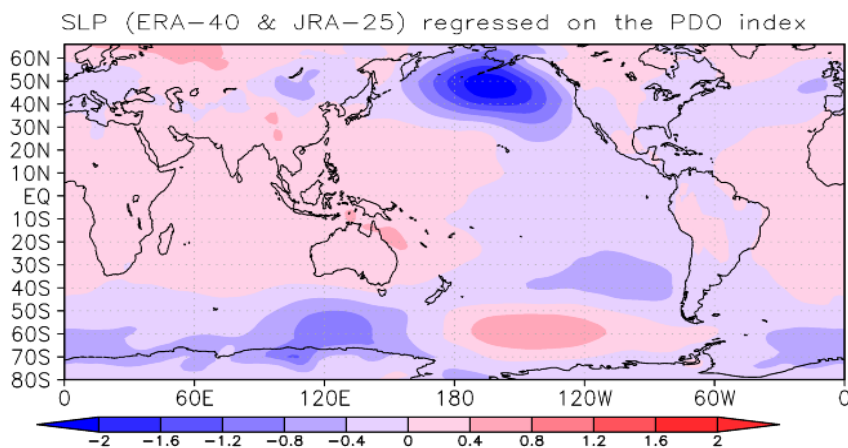 SLP (ERA-40 & JRA-25) regressed on the PDO index
60N
50N
40N
30N
20N
10N
EQ
10S
20S
30S
40S
50S
60S
70S
80S
0 60E 120E 180 120W 60W 0
-2 -1.6 -1.2 -0.8 -0.4 0 0.4 0.8 1.2 1.6 2